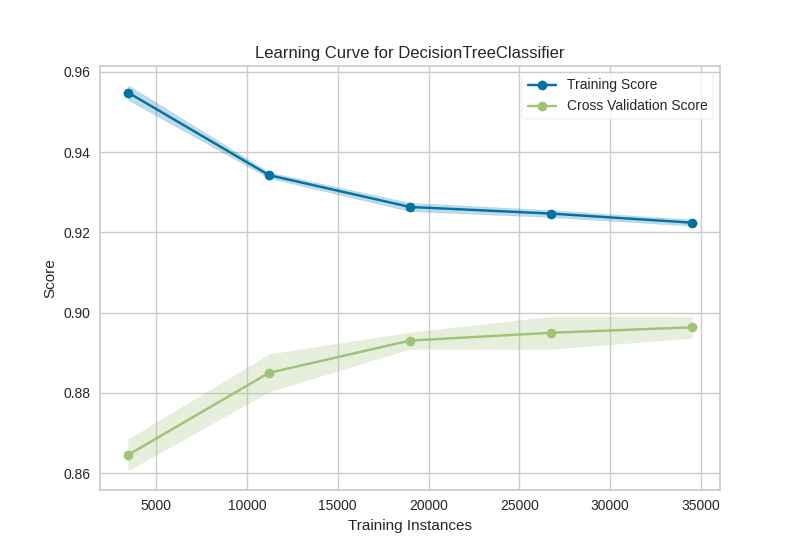 Learning Curve for DecisionTreeClassifier
Training Score
Cross Validation Score
0.96
0.94
0.92
0.90
0.88
0.86
Score
5000 10000 15000 20000 25000 30000 35000
Training Instances